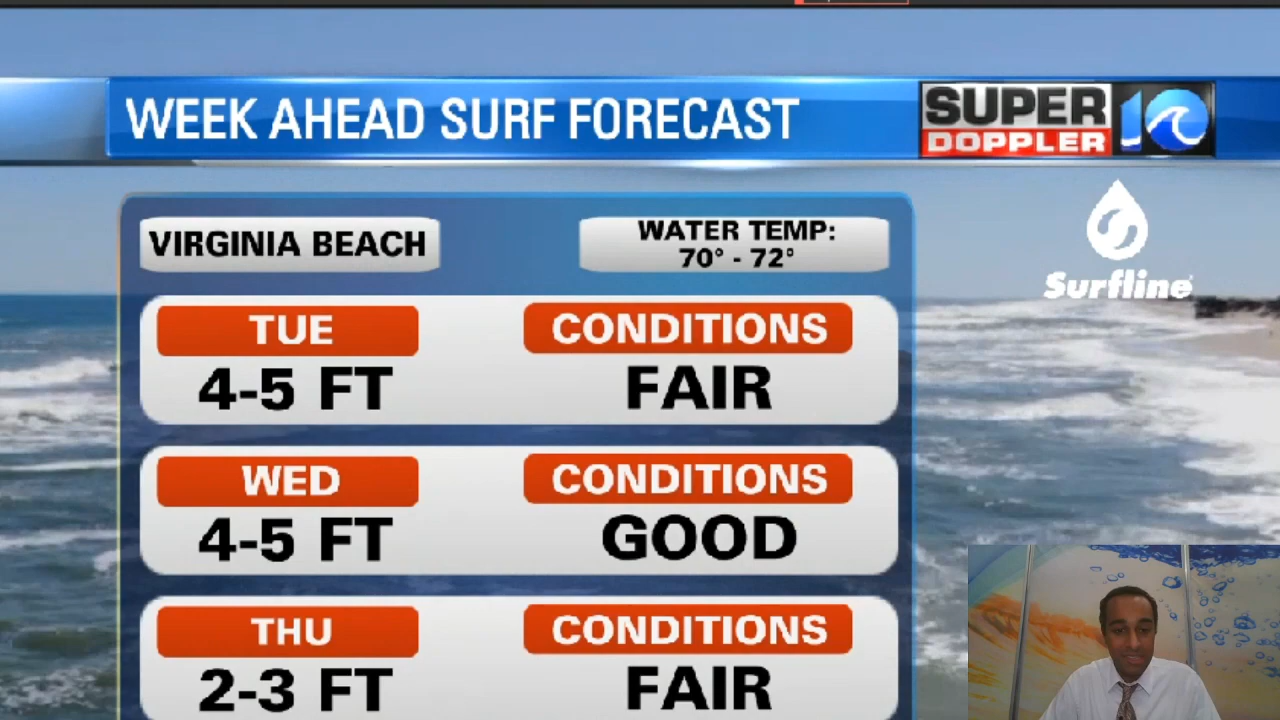 WEEK AHEAD SURF FORECAST
SUPER
DOPPLER 10
Surfline
VIRGINIA BEACH
WATER TEMP:
70° - 72°
TUE CONDITIONS
4-5 FT FAIR
WED CONDITIONS
4-5 FT GOOD
THU CONDITIONS
2-3 FT FAIR